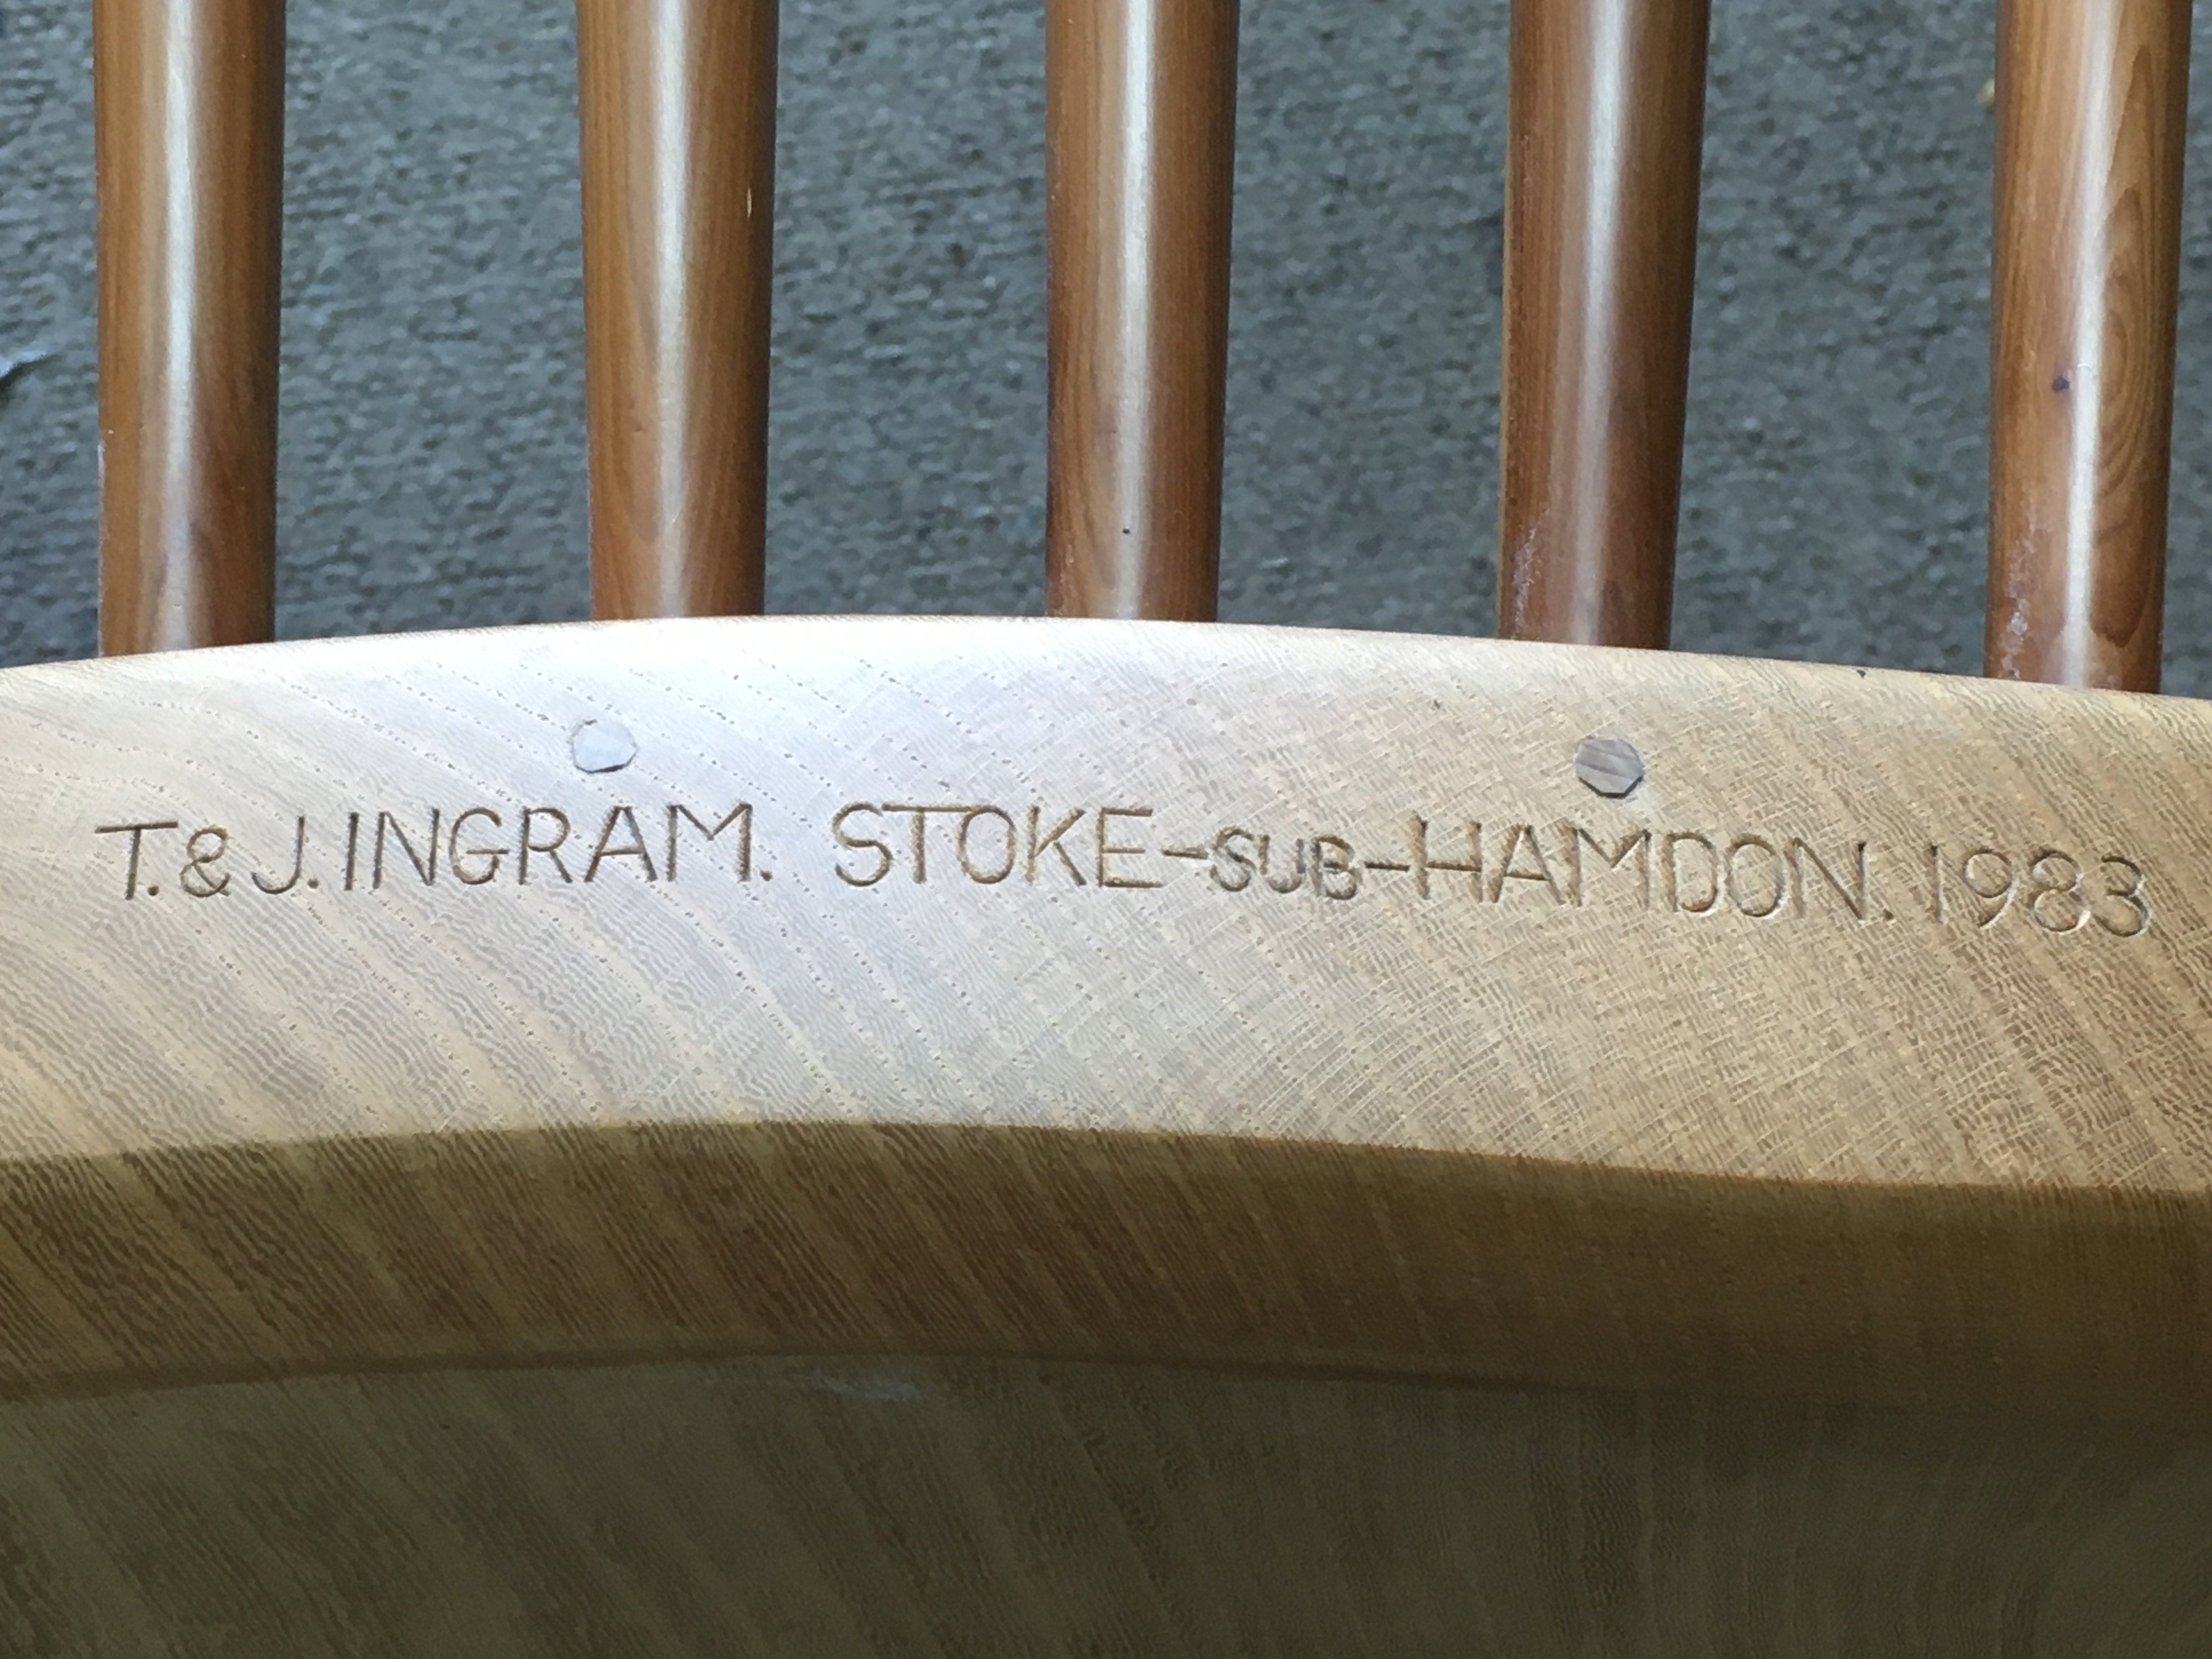 T. & J. INGRAM. STOKE-SUB-HAMDON. 1983